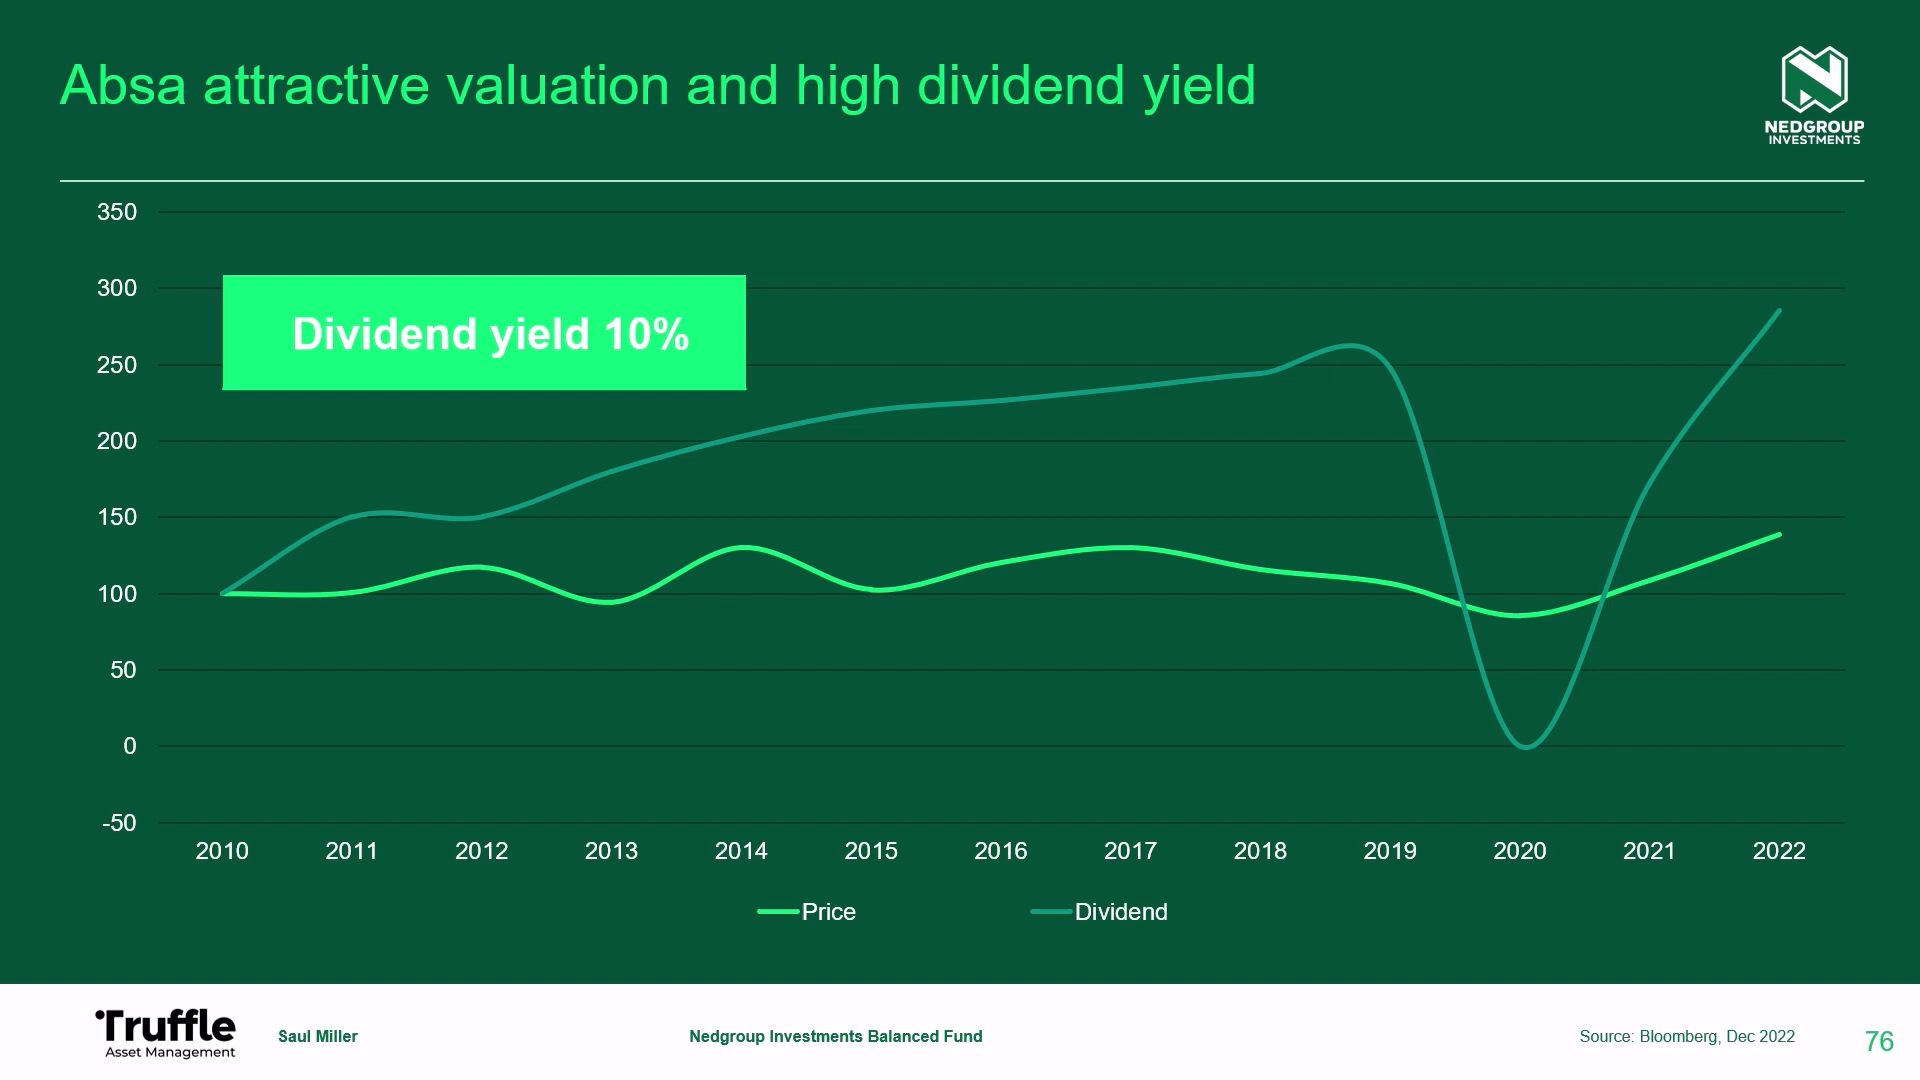 Absa attractive valuation and high dividend yield
NEDGROUP
INVESTMENTS
350
300
Dividend yield 10%
250
200
150
100
50
0
-50
2010 2011 2012 2013 2014 2015 2016 2017 2018 2019 2020 2021 2022
Price Dividend
Truffle
Asset Management
Saul Miller
Nedgroup Investments Balanced Fund
Source: Bloomberg, Dec 2022
76